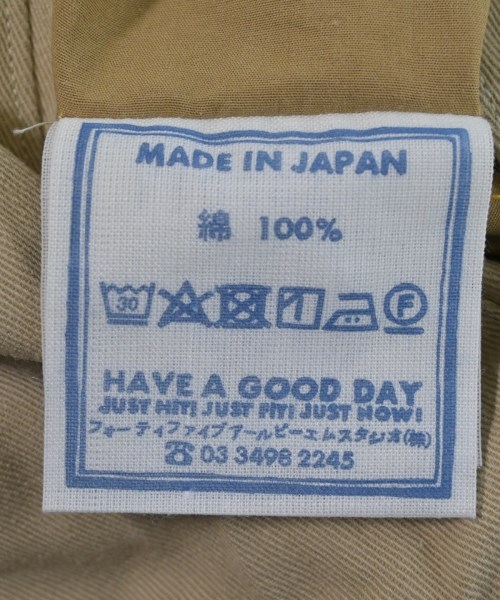 MADE IN JAPAN
綿 100%
30 F
HAVE A GOOD DAY
JUST HIT! JUST FIT! JUST NOW!
フォーティファイブアールピーエムスタジオ(株)
☎ 03 3498 2245